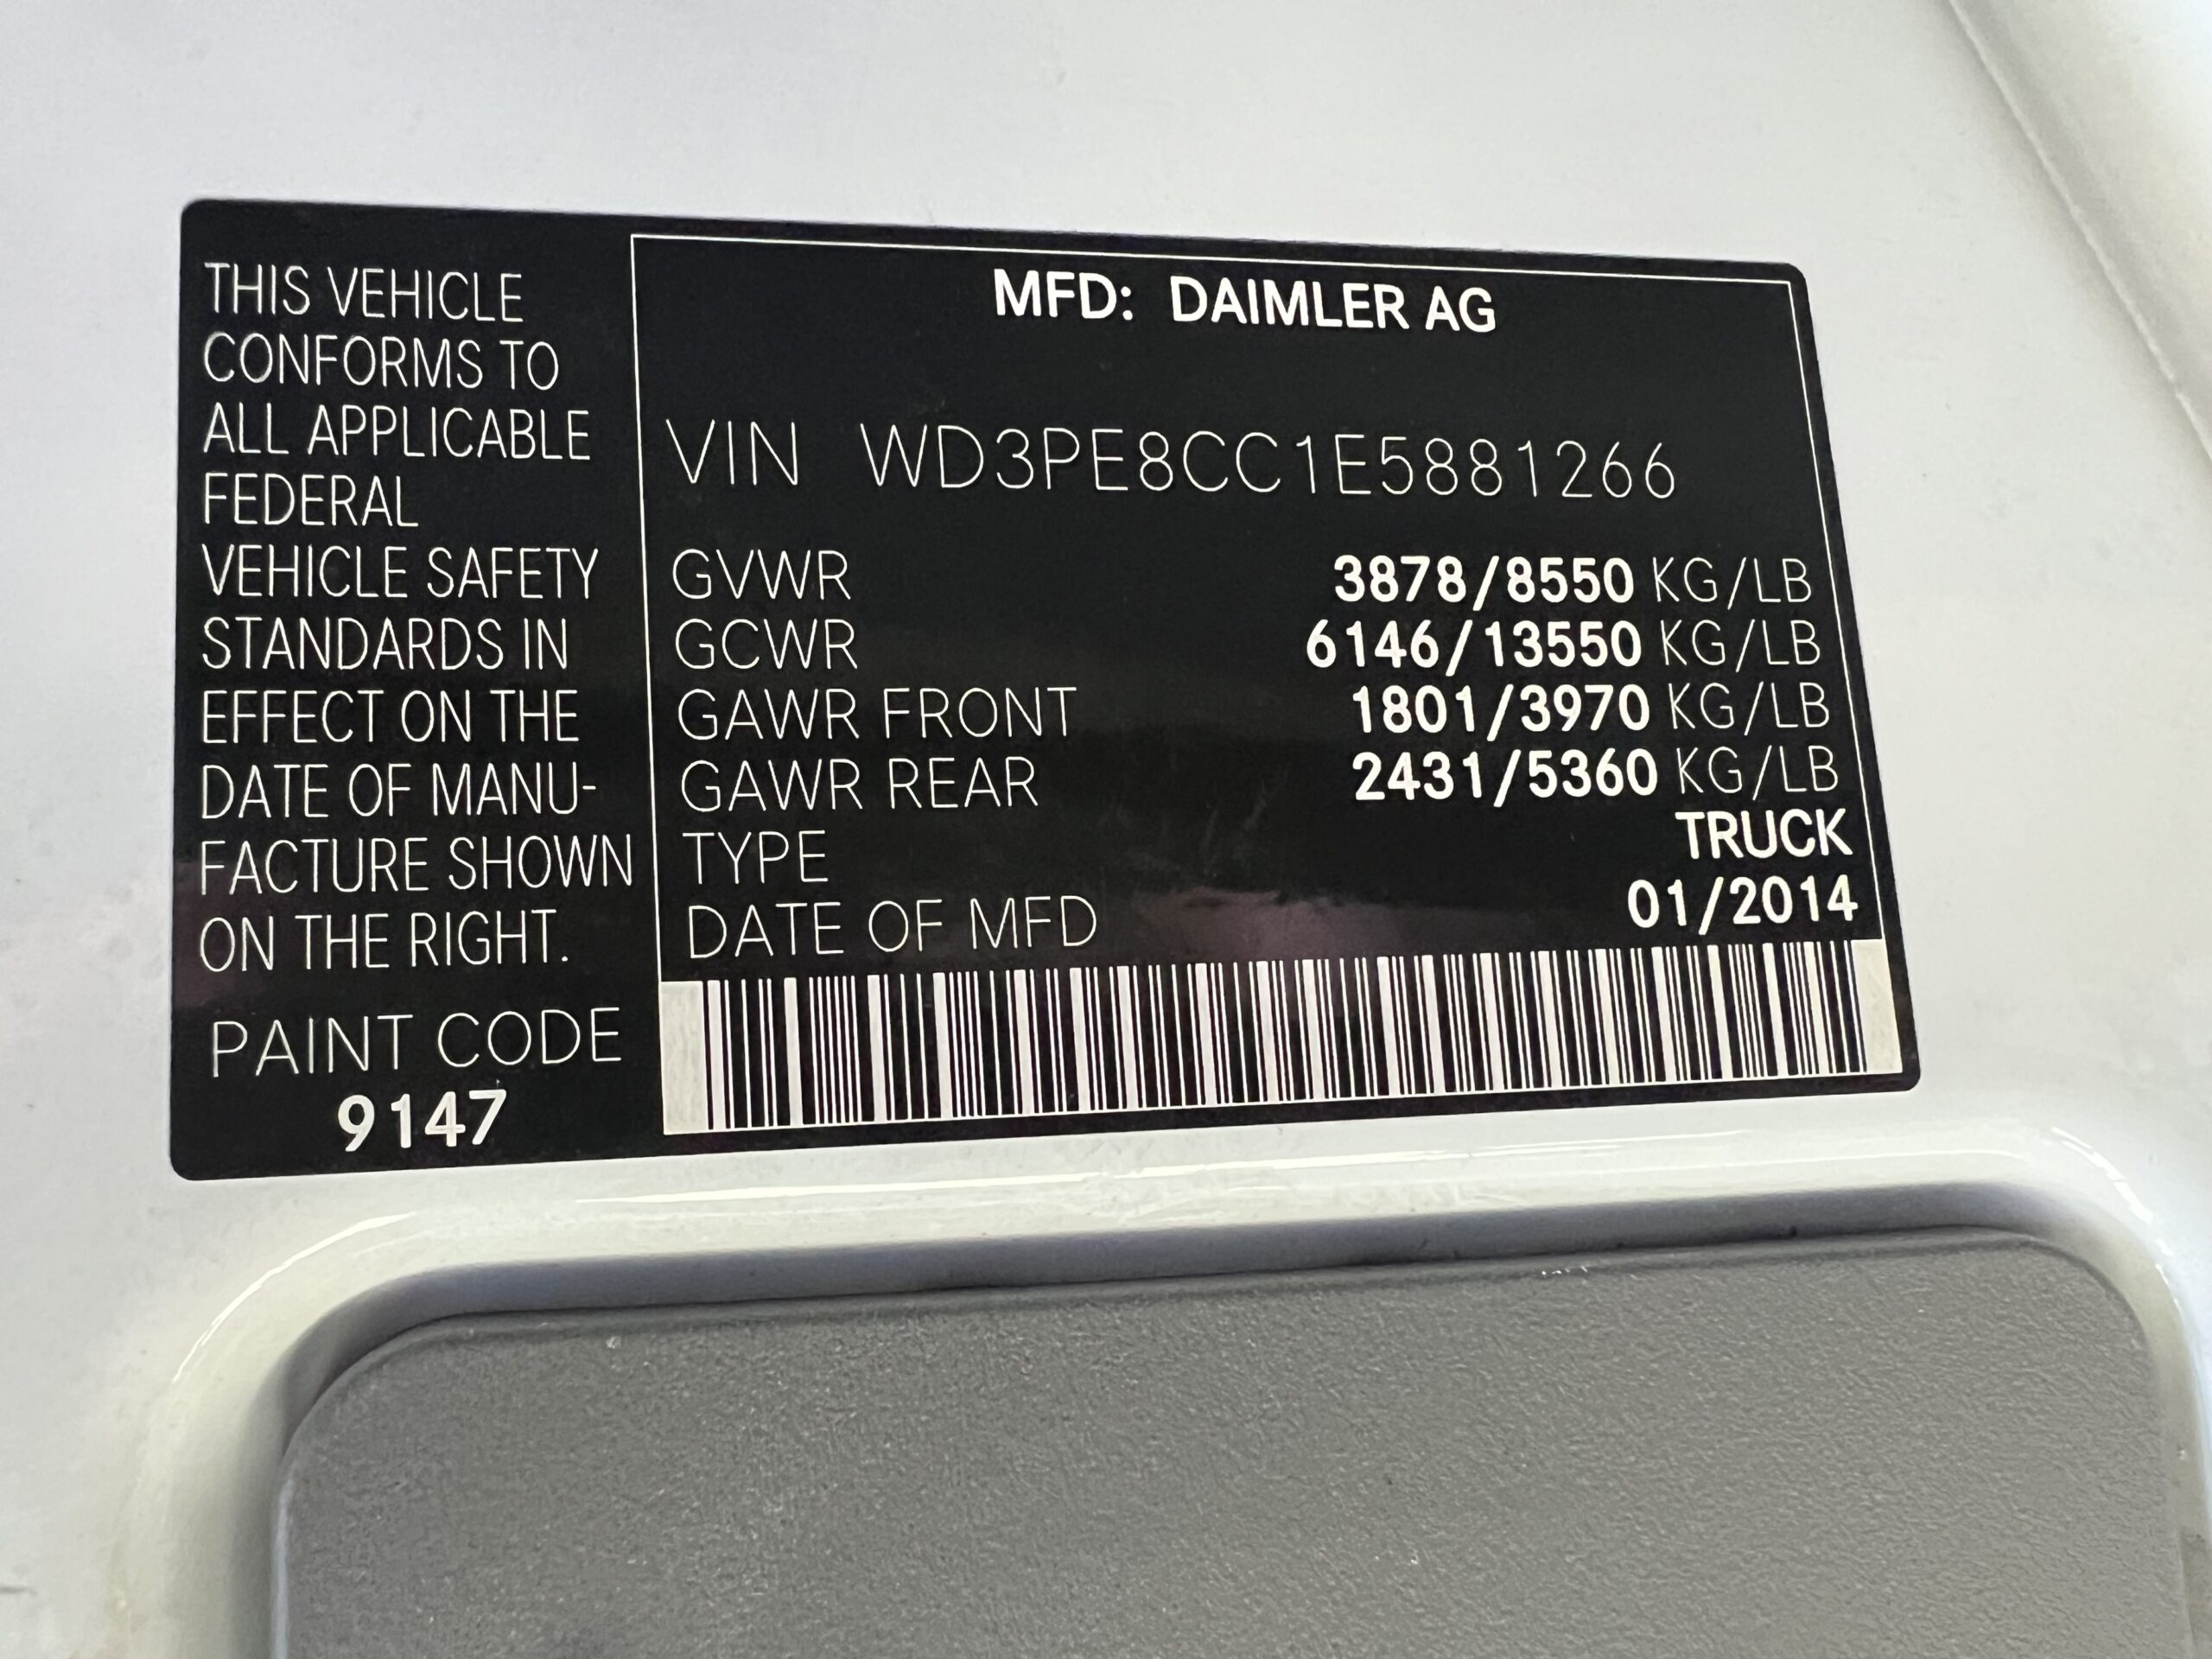 THIS VEHICLE
CONFORMS TO
ALL APPLICABLE
FEDERAL
VEHICLE SAFETY
STANDARDS IN
EFFECT ON THE
DATE OF MANU-
FACTURE SHOWN
ON THE RIGHT.
PAINT CODE
9147
MFD: DAIMLER AG
VIN WD3PE8CC1E5881266
GVWR 3878/8550 KG/LB
GCWR 6146/13550 KG/LB
GAWR FRONT 1801/3970 KG/LB
GAWR REAR 2431/5360 KG/LB
TYPE TRUCK
DATE OF MFD 01/2014